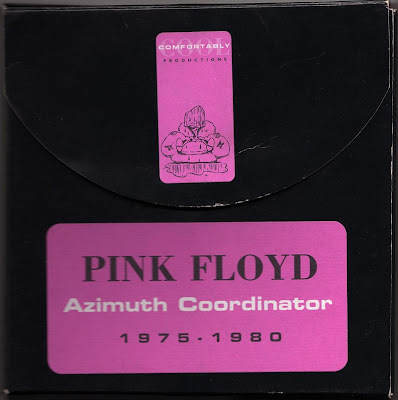 COOL
COMFORTABLY
PRODUCTIONS
PINK FLOYD
Azimuth Coordinator
1975-1980